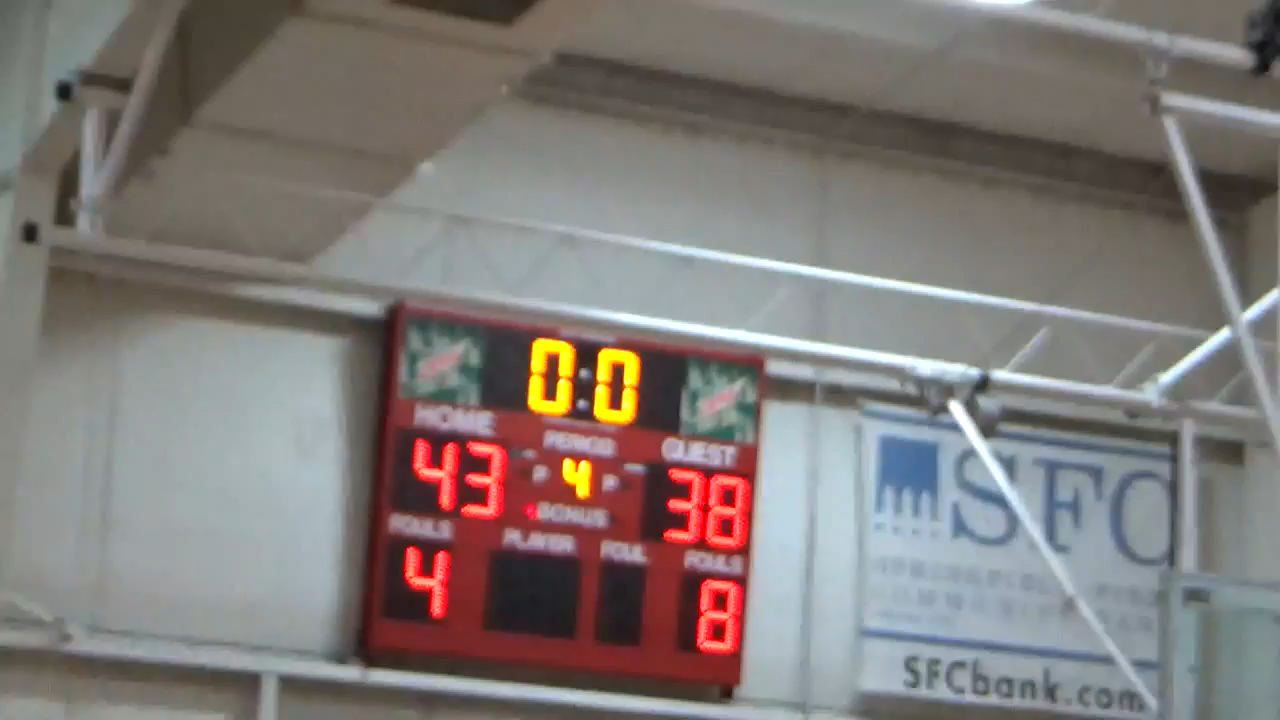 0:0
HOME
PERIOD
GUEST
43
P 4 P
38
BONUS
FOULS
PLAYER
FOUL
FOULS
4
8
SFC
SFCbank.com